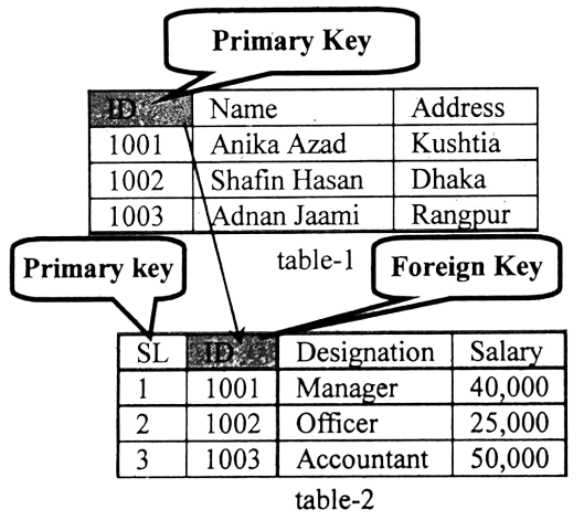 Primary Key
ID Name Address
1001 Anika Azad Kushtia
1002 Shafin Hasan Dhaka
1003 Adnan Jaami Rangpur
table-1
Primary key
Foreign Key
SL ID Designation Salary
1 1001 Manager 40,000
2 1002 Officer 25,000
3 1003 Accountant 50,000
table-2